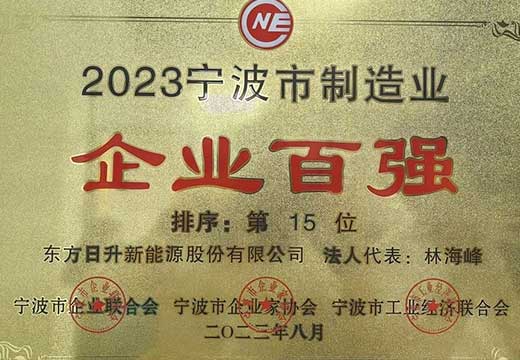 NE
2023宁波市制造业
企业百强
排序：第 15 位
东方日升新能源股份有限公司 法人代表：林海峰
宁波市企业联合会 宁波市企业家协会 宁波市工业经济联合会
二〇二三年八月